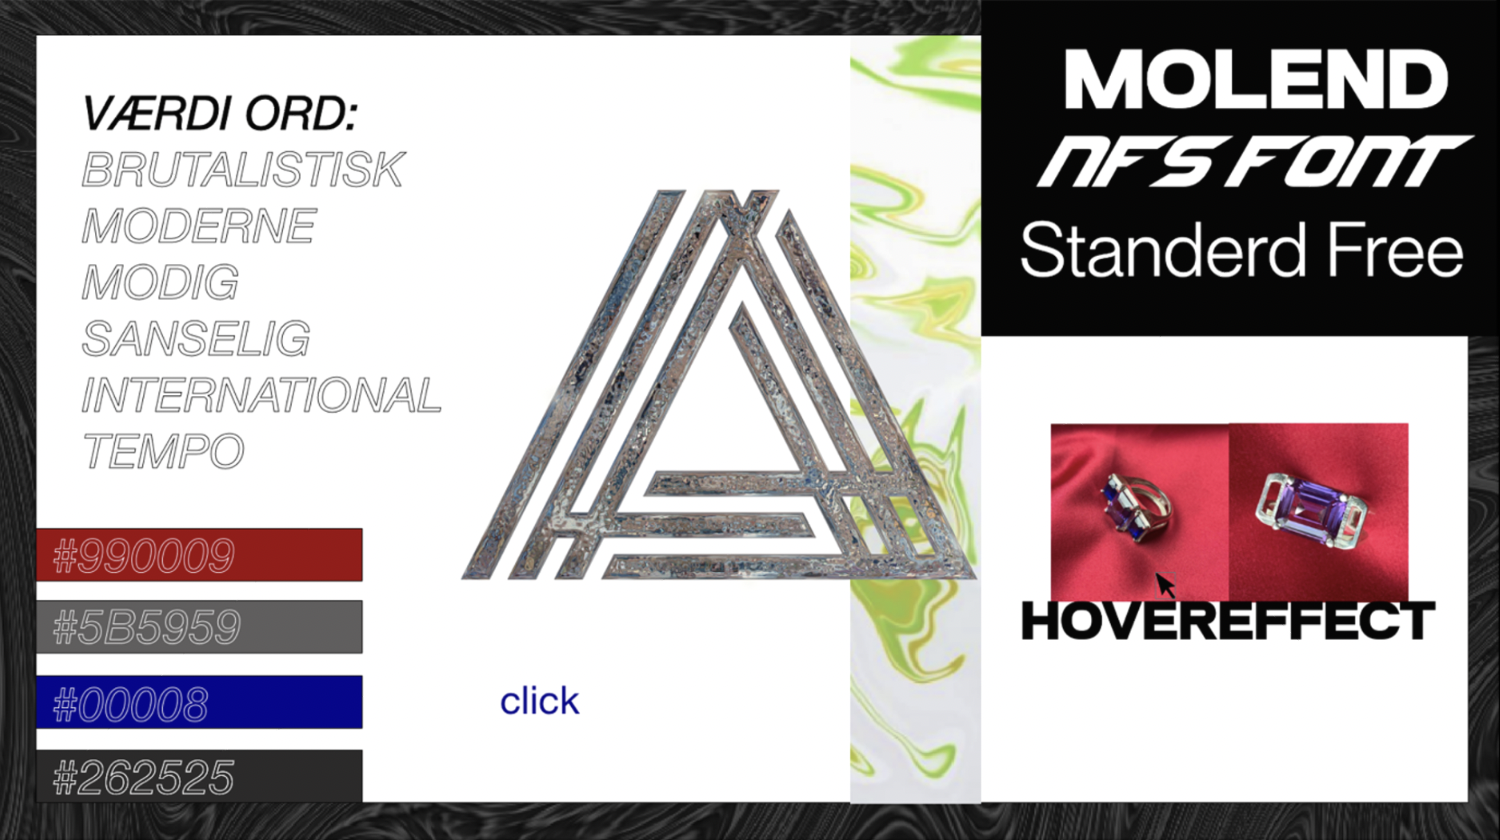 VÆRDI ORD:
BRUTALISTISK
MODERNE
MODIG
SANSELIG
INTERNATIONAL
TEMPO
#990009
#5B5959
#00008
#262525
click
MOLEND
NFS FONT
Standerd Free
HOVEREFFECT